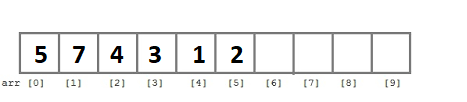 5 7 4 3 1 2
arr [0] [1] [2] [3] [4] [5] [6] [7] [8] [9]